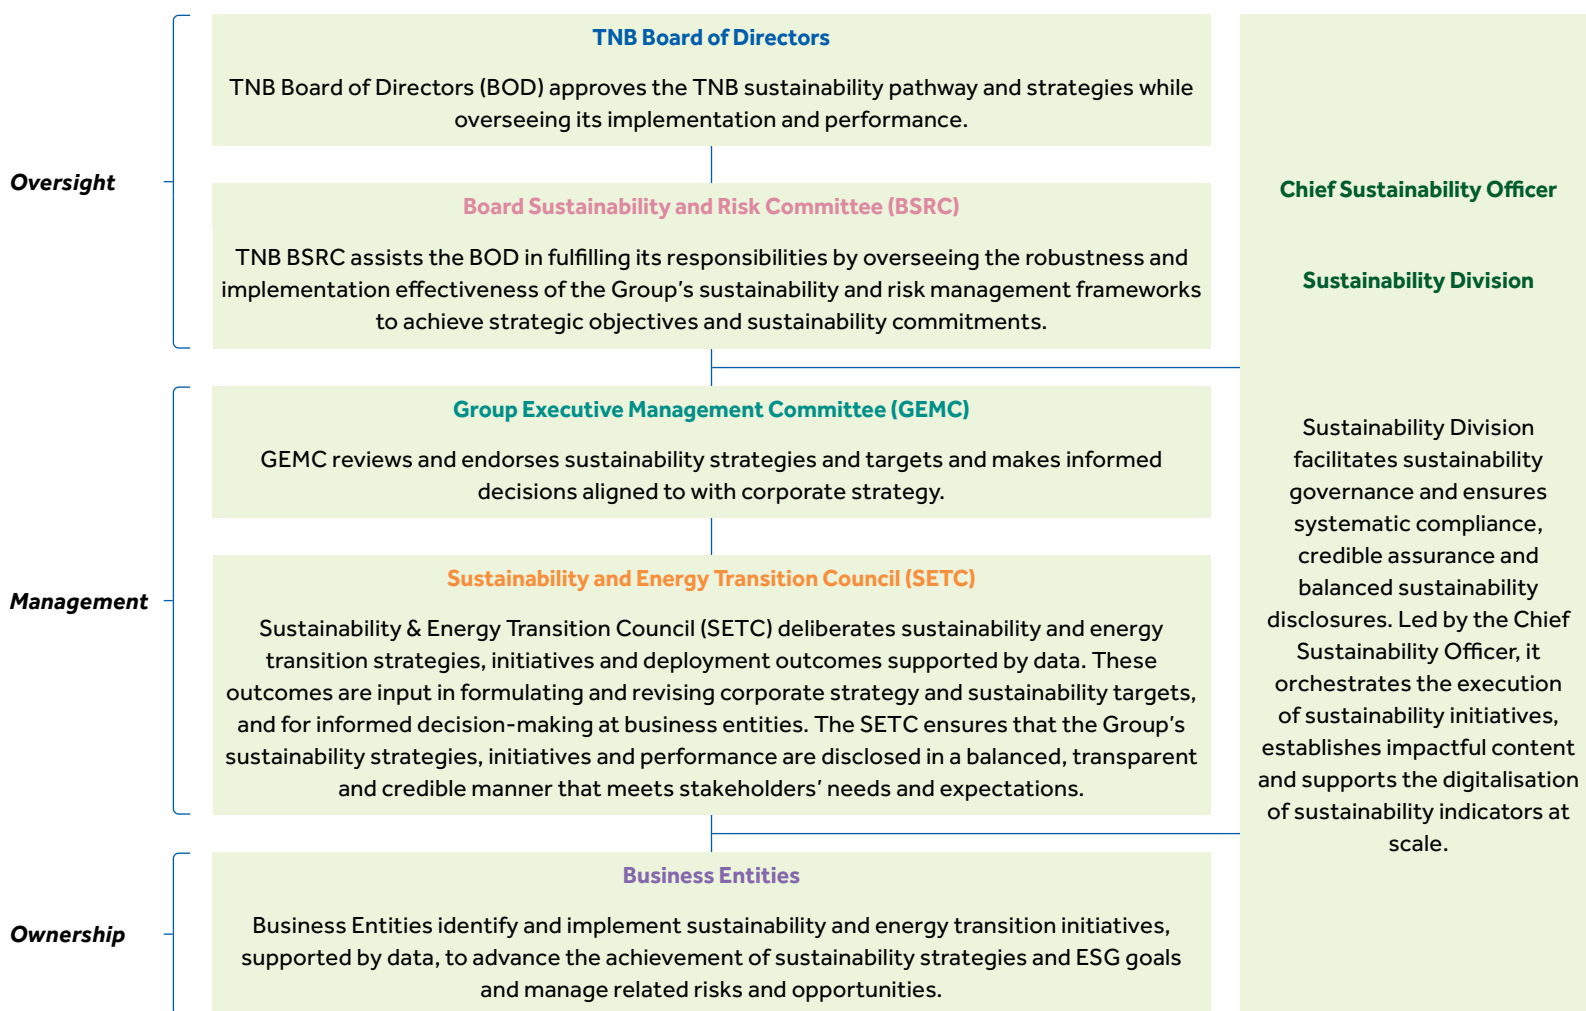 Oversight
TNB Board of Directors
TNB Board of Directors (BOD) approves the TNB sustainability pathway and strategies while
overseeing its implementation and performance.
Board Sustainability and Risk Committee (BSRC)
TNB BSRC assists the BOD in fulfilling its responsibilities by overseeing the robustness and
implementation effectiveness of the Group's sustainability and risk management frameworks
to achieve strategic objectives and sustainability commitments.
Management
Group Executive Management Committee (GEMC)
GEMC reviews and endorses sustainability strategies and targets and makes informed
decisions aligned to with corporate strategy.
Sustainability and Energy Transition Council (SETC)
Sustainability & Energy Transition Council (SETC) deliberates sustainability and energy
transition strategies, initiatives and deployment outcomes supported by data. These
outcomes are input in formulating and revising corporate strategy and sustainability targets,
and for informed decision-making at business entities. The SETC ensures that the Group's
sustainability strategies, initiatives and performance are disclosed in a balanced, transparent
and credible manner that meets stakeholders' needs and expectations.
Ownership
Business Entities
Business Entities identify and implement sustainability and energy transition initiatives,
supported by data, to advance the achievement of sustainability strategies and ESG goals
and manage related risks and opportunities.
Chief Sustainability Officer
Sustainability Division
Sustainability Division
facilitates sustainability
governance and ensures
systematic compliance,
credible assurance and
balanced sustainability
disclosures. Led by the Chief
Sustainability Officer, it
orchestrates the execution
of sustainability initiatives,
establishes impactful content
and supports the digitalisation
of sustainability indicators at
scale.